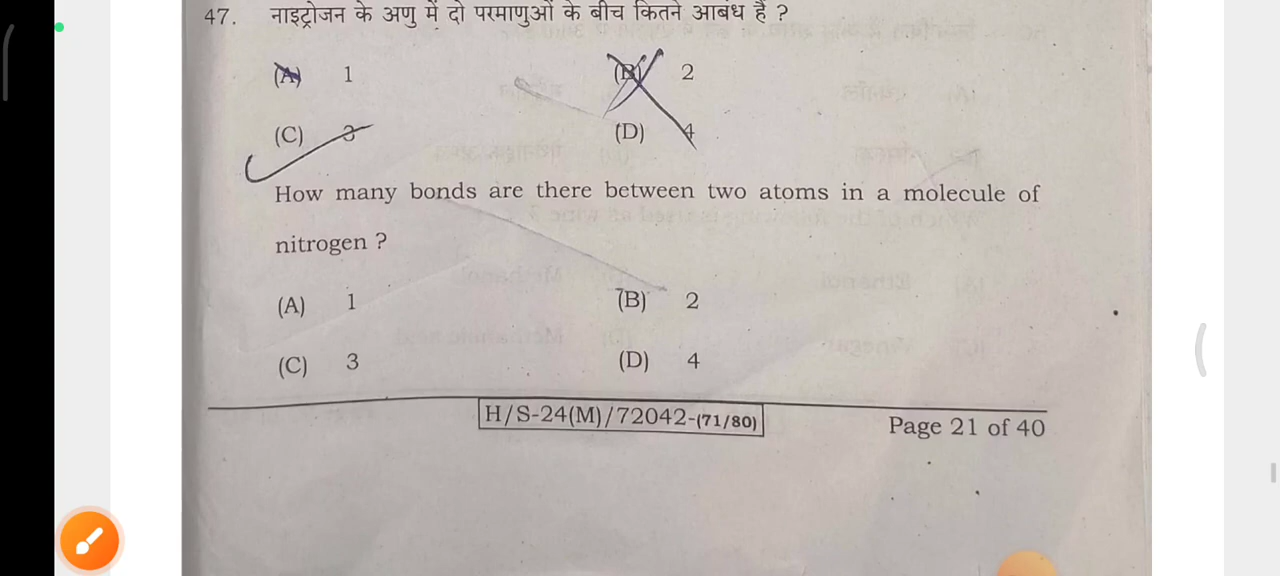 47. नाइट्रोजन के अणु में दो परमाणुओं के बीच कितने आबंध हैं ?
(A) 1 (B) 2
(C) 3 (D) 4
How many bonds are there between two atoms in a molecule of
nitrogen ?
(A) 1 (B) 2
(C) 3 (D) 4
H/S-24(M)/72042-(71/80) Page 21 of 40